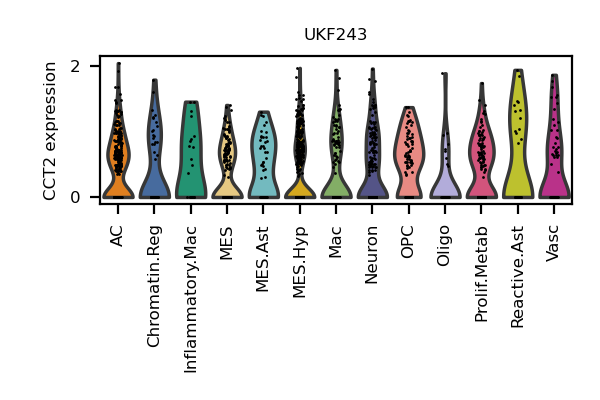 UKF243
CCT2 expression
2
0
AC
Chromatin.Reg
Inflammatory.Mac
MES
MES.Ast
MES.Hyp
Mac
Neuron
OPC
Oligo
Prolif.Metab
Reactive.Ast
Vasc